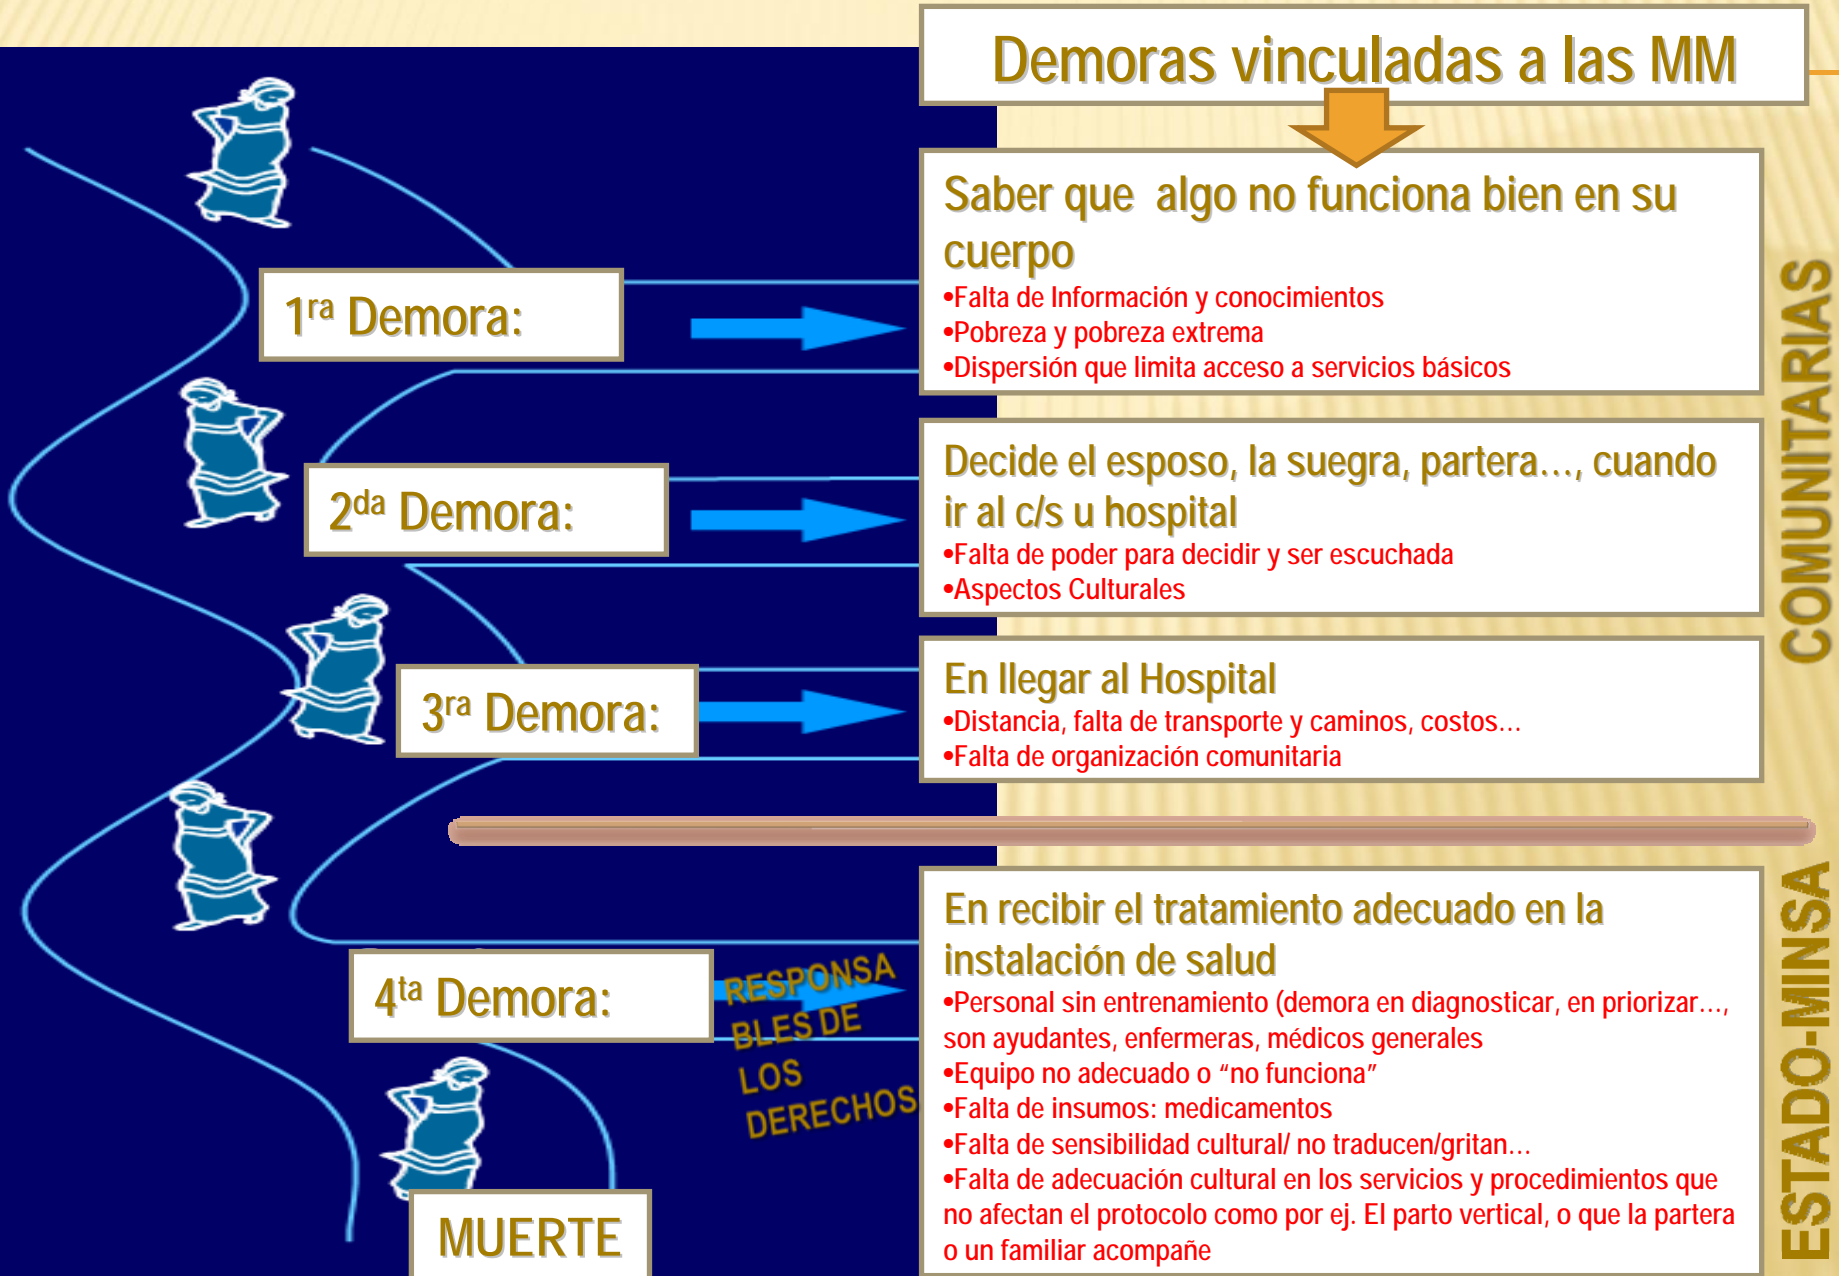 Demoras vinculadas a las MM
1ra Demora:
Saber que algo no funciona bien en su
cuerpo
•Falta de Información y conocimientos
•Pobreza y pobreza extrema
•Dispersión que limita acceso a servicios básicos
2da Demora:
Decide el esposo, la suegra, partera…, cuando
ir al c/s u hospital
•Falta de poder para decidir y ser escuchada
•Aspectos Culturales
3ra Demora:
En llegar al Hospital
•Distancia, falta de transporte y caminos, costos…
•Falta de organización comunitaria
COMUNITARIAS
4ta Demora:
RESPONSA
BLES DE
LOS
DERECHOS
En recibir el tratamiento adecuado en la
instalación de salud
•Personal sin entrenamiento (demora en diagnosticar, en priorizar…,
son ayudantes, enfermeras, médicos generales
•Equipo no adecuado o “no funciona”
•Falta de insumos: medicamentos
•Falta de sensibilidad cultural/ no traducen/gritan…
•Falta de adecuación cultural en los servicios y procedimientos que
no afectan el protocolo como por ej. El parto vertical, o que la partera
o un familiar acompañe
ESTADO-MINSA
MUERTE